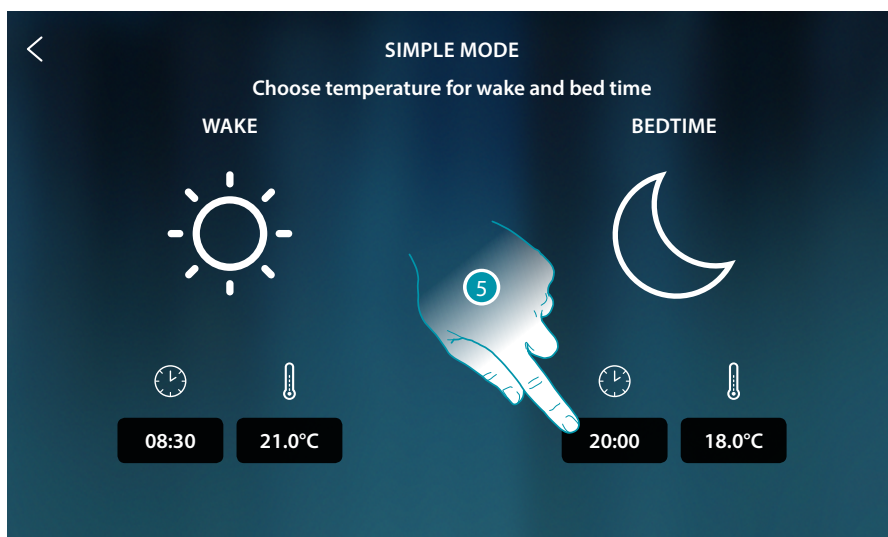 SIMPLE MODE
Choose temperature for wake and bed time
WAKE
BEDTIME
5
08:30
21.0°C
20:00
18.0°C